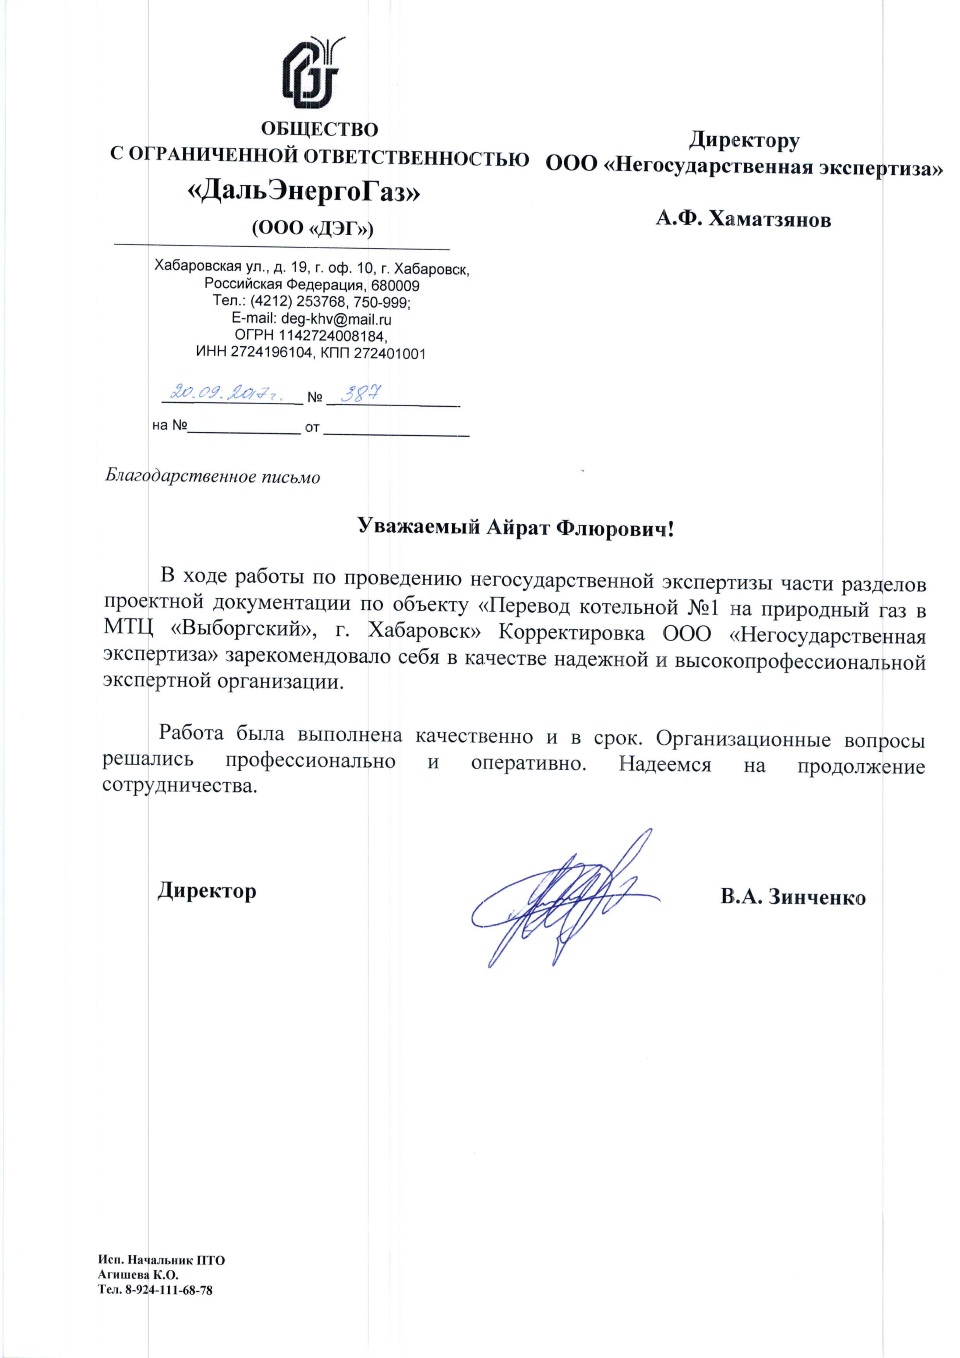 ОБЩЕСТВО
С ОГРАНИЧЕННОЙ ОТВЕТСТВЕННОСТЬЮ
«ДальЭнергоГаз»
(ООО «ДЭГ»)
Хабаровская ул., д. 19, г. оф. 10, г. Хабаровск,
Российская Федерация, 680009
Тел.: (4212) 253768, 750-999;
E-mail: deg-khv@mail.ru
ОГРН 1142724008184,
ИНН 2724196104, КПП 272401001
20.09.2017г. № 387
на № от
Директору
ООО «Негосударственная экспертиза»
А.Ф. Хаматзянов
Благодарственное письмо
Уважаемый Айрат Флюрович!
В ходе работы по проведению негосударственной экспертизы части разделов
проектной документации по объекту «Перевод котельной №1 на природный газ в
МТЦ «Выборгский», г. Хабаровск» Корректировка ООО «Негосударственная
экспертиза» зарекомендовало себя в качестве надежной и высокопрофессиональной
экспертной организации.
Работа была выполнена качественно и в срок. Организационные вопросы
решались профессионально и оперативно. Надеемся на продолжение
сотрудничества.
Директор В.А. Зинченко
Исп. Начальник ПТО
Агишева К.О.
Тел. 8-924-111-68-78